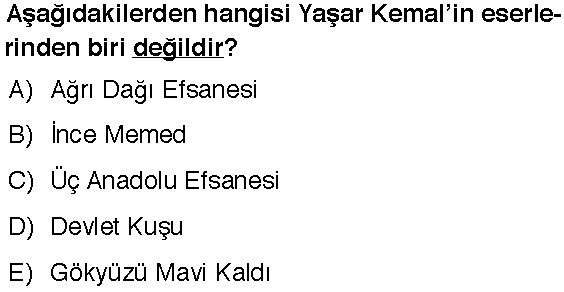 Aşağıdakilerden hangisi Yaşar Kemal’in eserle-
rinden biri değildir?
A) Ağrı Dağı Efsanesi
B) İnce Memed
C) Üç Anadolu Efsanesi
D) Devlet Kuşu
E) Gökyüzü Mavi Kaldı